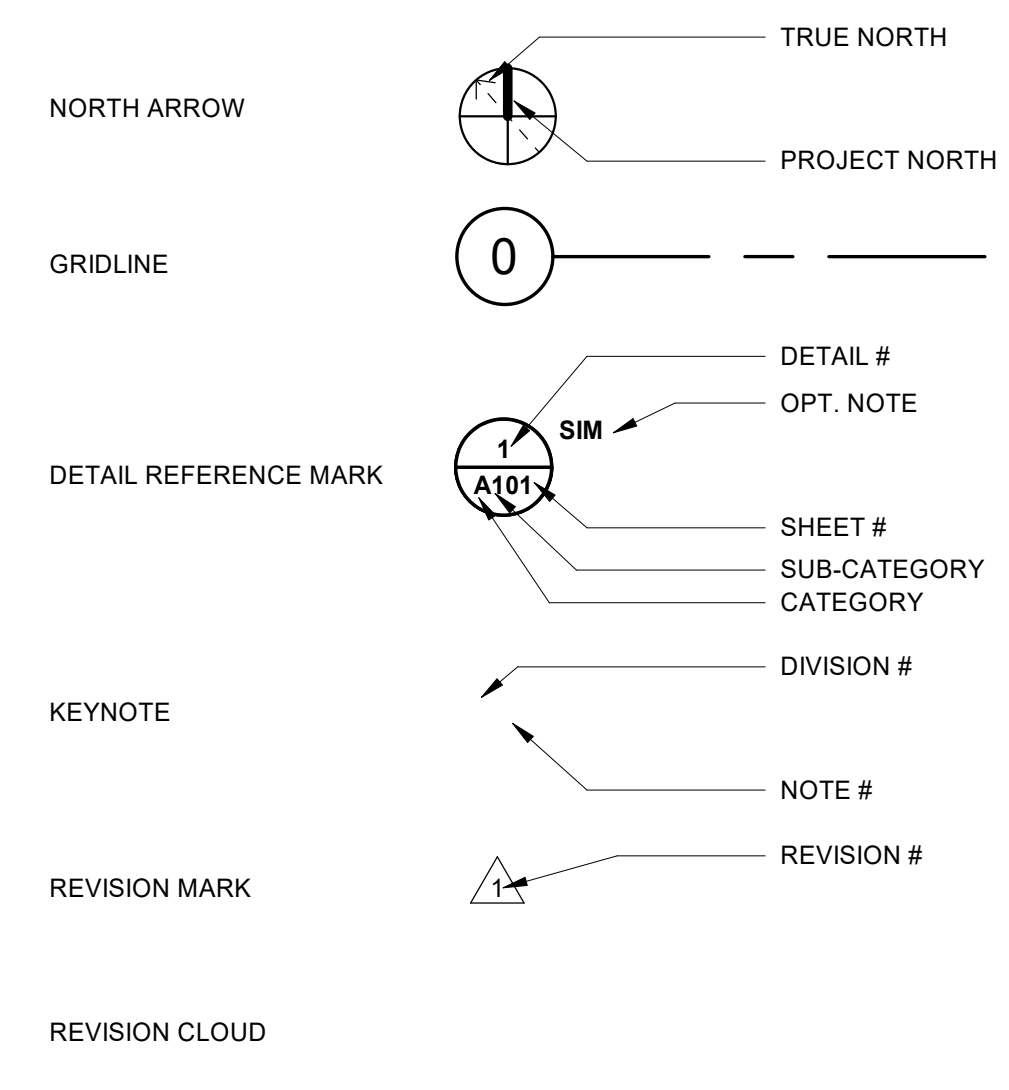 TRUE NORTH
NORTH ARROW
PROJECT NORTH
GRIDLINE
0
DETAIL #
OPT. NOTE
SIM
1
DETAIL REFERENCE MARK
A101
SHEET #
SUB-CATEGORY
CATEGORY
DIVISION #
KEYNOTE
NOTE #
REVISION #
REVISION MARK
1
REVISION CLOUD